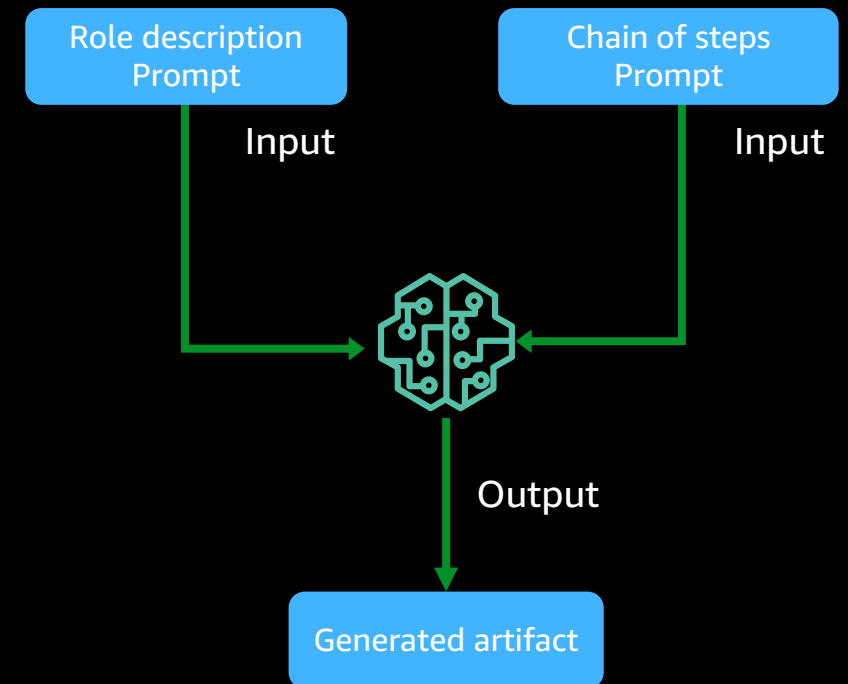 Role description
Prompt
Chain of steps
Prompt
Input
Input
Output
Generated artifact